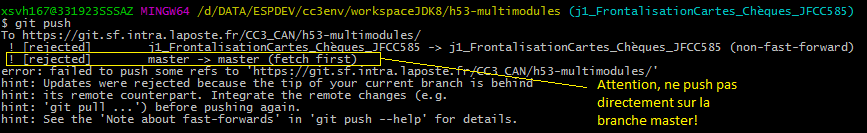 xsvh167@331923SSSAZ MINGW64 /d/DATA/ESPDEV/cc3env/workspaceJDK8/h53-multimodules (j1_FrontalisationCartes_Chèques_JFCC585)
$ git push
To https://git.sf.intra.laposte.fr/CC3_CAN/h53-multimodules/
! [rejected] j1_FrontalisationCartes_Chèques_JFCC585 -> j1_FrontalisationCartes_Chèques_JFCC585 (non-fast-forward)
! [rejected] master -> master (fetch first)
error: failed to push some refs to 'https://git.sf.intra.laposte.fr/CC3_CAN/h53-multimodules/'
hint: Updates were rejected because the tip of your current branch is behind
hint: its remote counterpart. Integrate the remote changes (e.g.
hint: 'git pull ...') before pushing again.
hint: See the 'Note about fast-forwards' in 'git push --help' for details.
Attention, ne push pas
directement sur la
branche master!